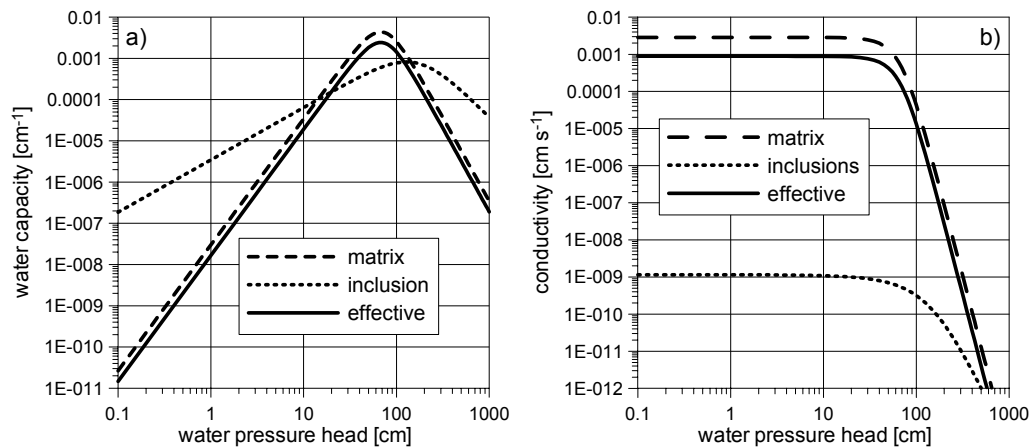 a)
water capacity [cm-1]
0.01
0.001
0.0001
1E-005
1E-006
1E-007
1E-008
1E-009
1E-010
1E-011
matrix
inclusion
effective
0.1
1
10
100
1000
water pressure head [cm]
b)
conductivity [cm s-1]
0.01
0.001
0.0001
1E-005
1E-006
1E-007
1E-008
1E-009
1E-010
1E-011
1E-012
matrix
inclusions
effective
0.1
1
10
100
1000
water pressure head [cm]